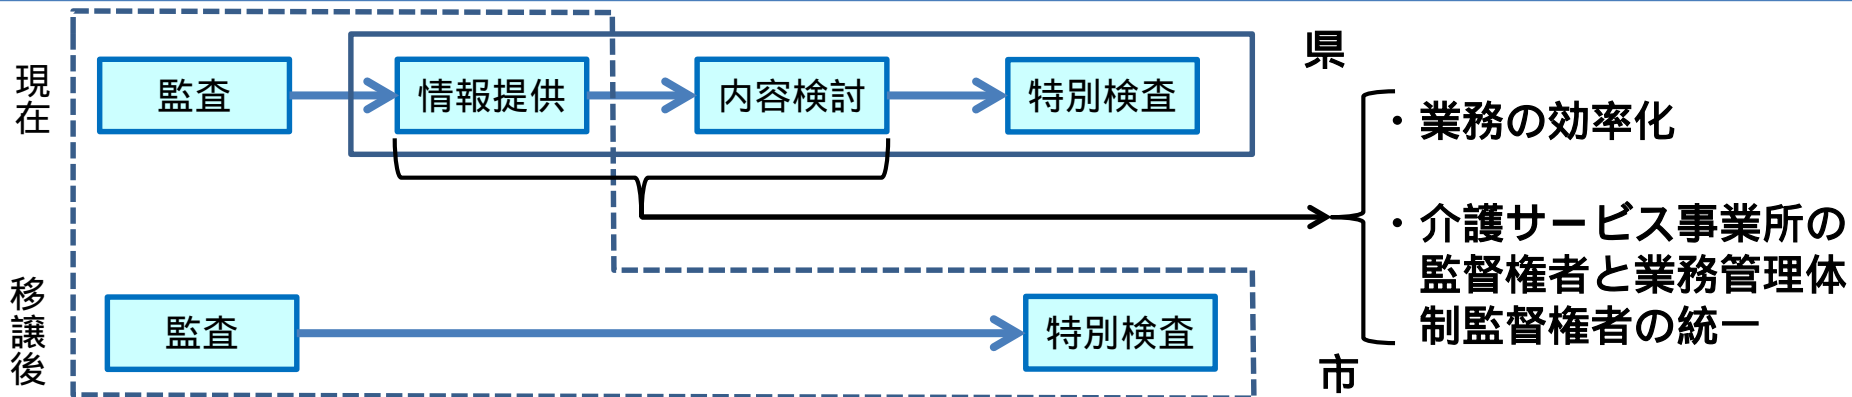 県
現在
監査
情報提供
内容検討
特別検査
・業務の効率化
・介護サービス事業所の
監督権者と業務管理体
制監督権者の統一
移譲後
監査
特別検査
市